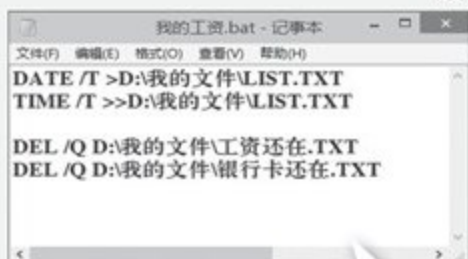 我的工资.bat - 记事本
文件(F) 编辑(E) 格式(O) 查看(V) 帮助(H)
DATE /T >D:\我的文件\LIST.TXT
TIME /T >>D:\我的文件\LIST.TXT
DEL /Q D:\我的文件\工资还在.TXT
DEL /Q D:\我的文件\银行卡还在.TXT